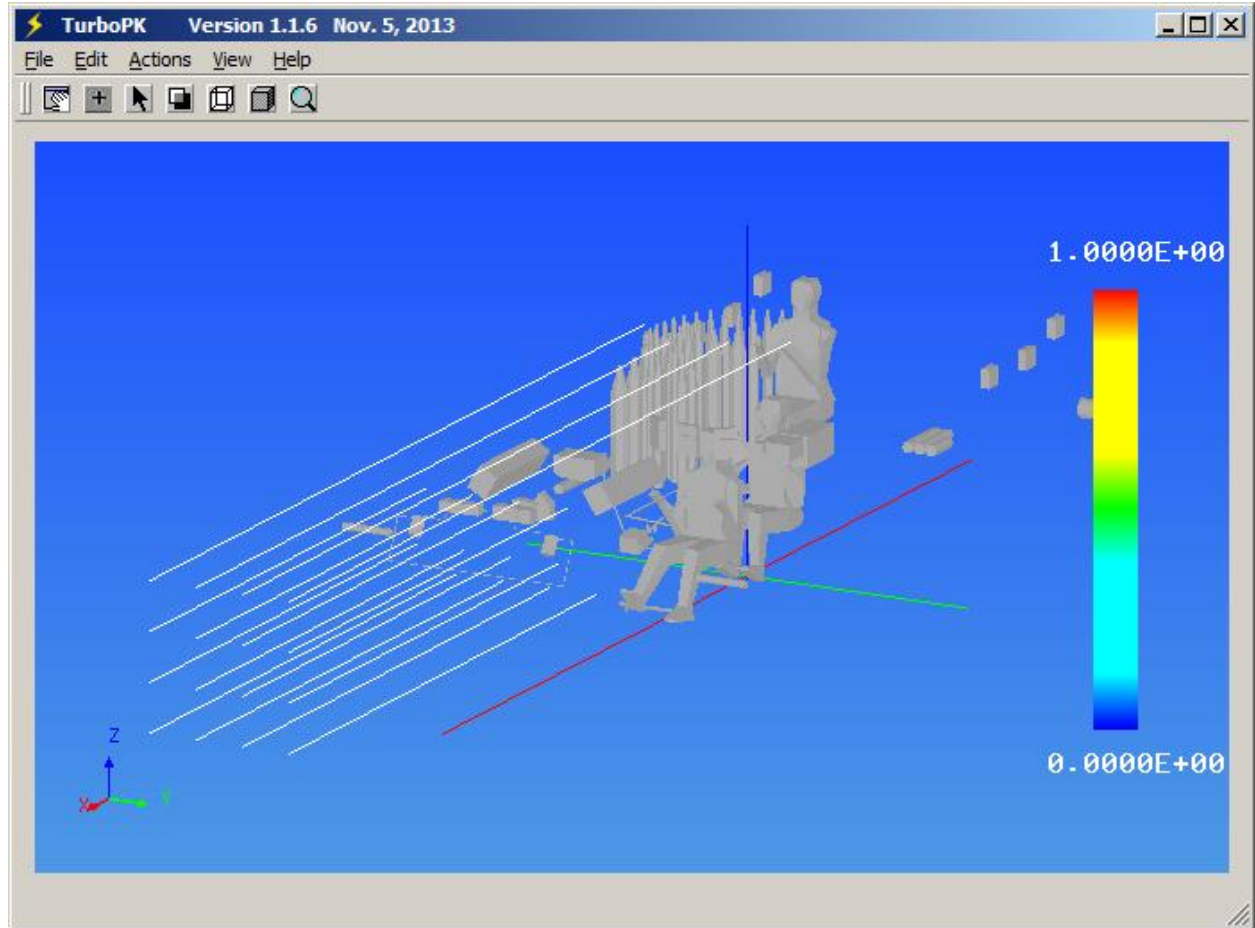 TurboPK Version 1.1.6 Nov. 5, 2013
File Edit Actions View Help
1.0000E+00
0.0000E+00
Z
X Y